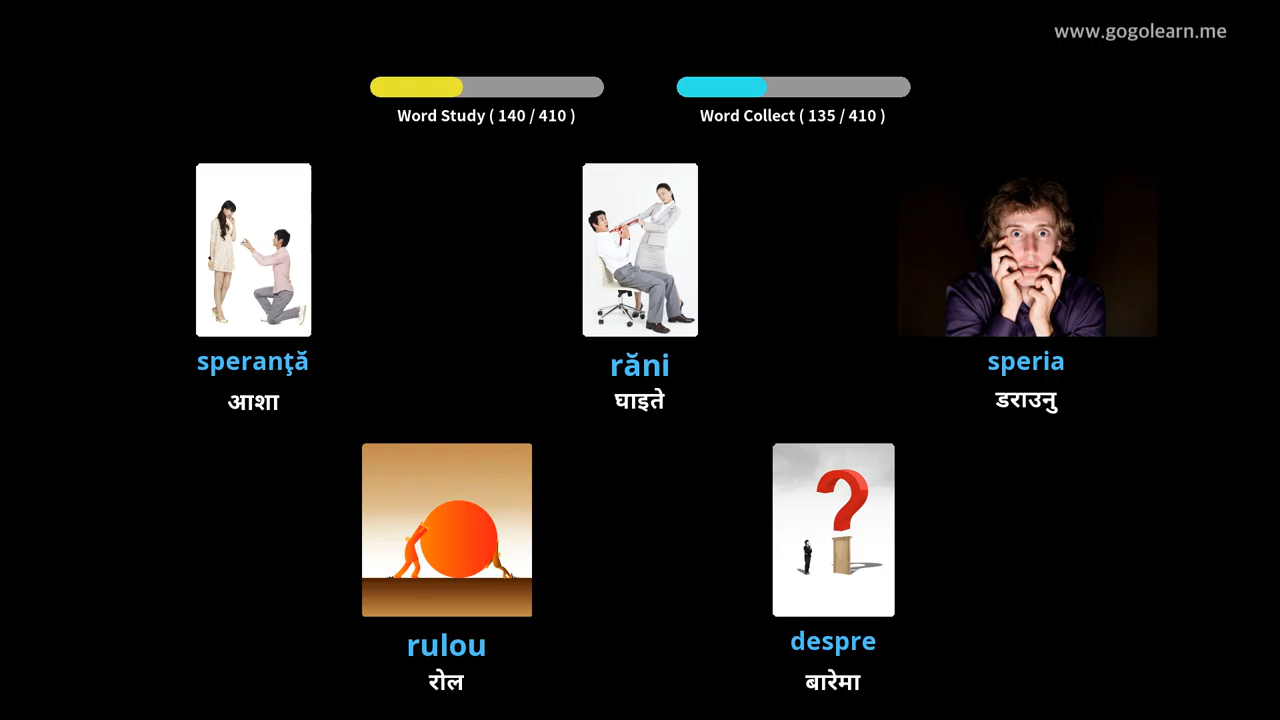 www.gogolearn.me
Word Study ( 140 / 410 )
Word Collect ( 135 / 410 )
speranţă
आशा
răni
घाइते
speria
डराउनु
rulou
रोल
despre
बारेमा